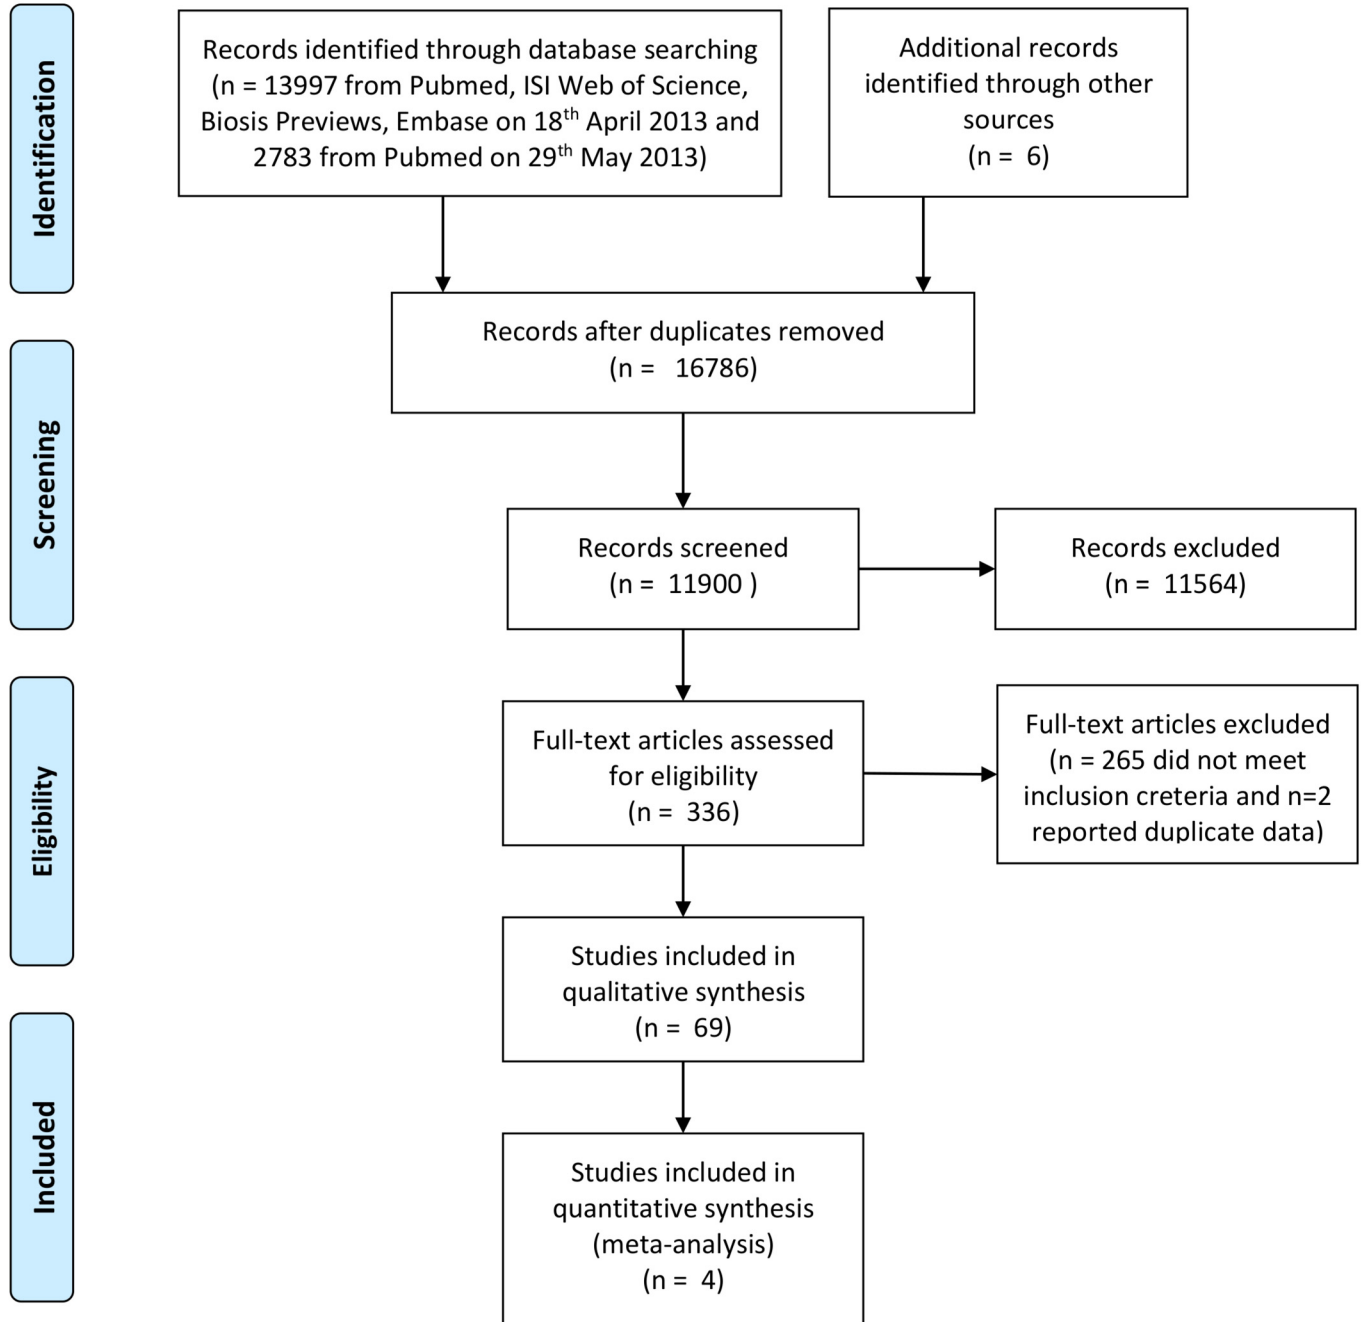 Identification
Records identified through database searching
(n = 13997 from Pubmed, ISI Web of Science,
Biosis Previews, Embase on 18th April 2013 and
2783 from Pubmed on 29th May 2013)
Additional records
identified through other
sources
(n = 6)
Records after duplicates removed
(n = 16786)
Screening
Records screened
(n = 11900 )
Records excluded
(n = 11564)
Eligibility
Full-text articles assessed
for eligibility
(n = 336)
Full-text articles excluded
(n = 265 did not meet
inclusion creteria and n=2
reported duplicate data)
Studies included in
qualitative synthesis
(n = 69)
Included
Studies included in
quantitative synthesis
(meta-analysis)
(n = 4)